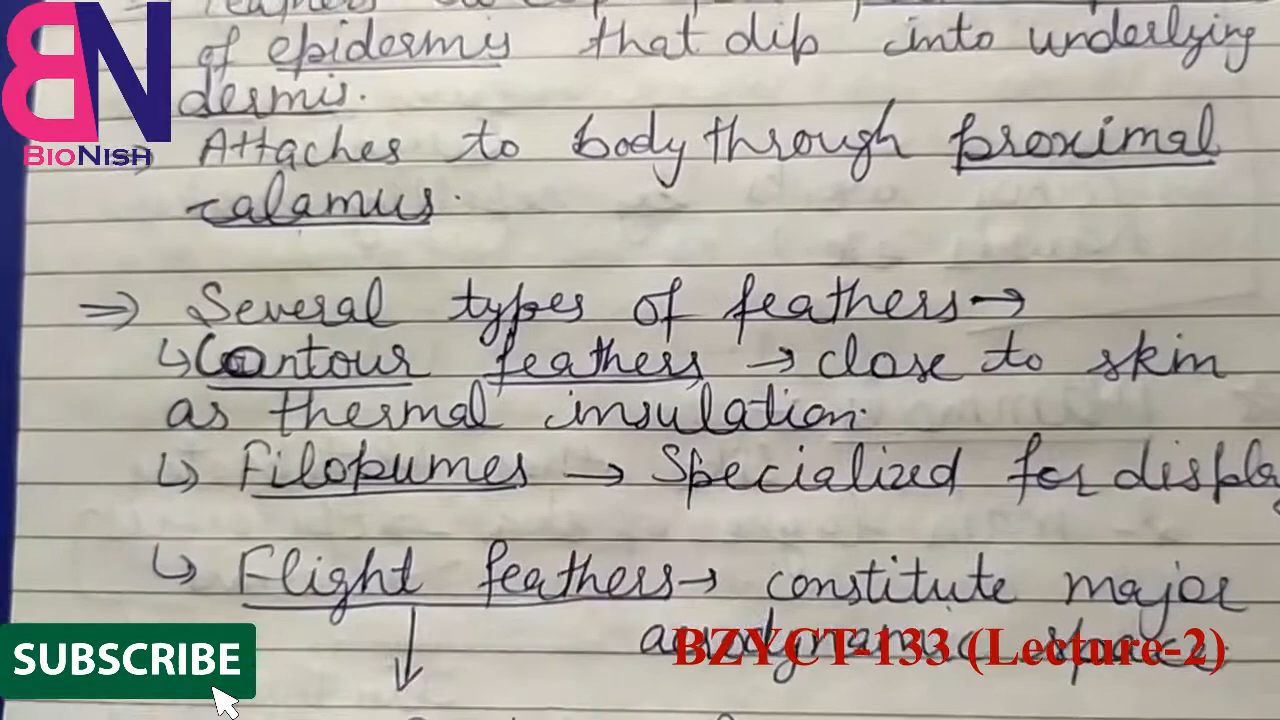 of epidermis that dip into underlying
dermis.
BN
BIONISH
⇒ Attaches to body through proximal
calamus.
⇒ Several types of feathers →
↳ Contour feathers → close to skin
as thermal insulation.
↳ Filopumes → Specialized for display
↳ Flight feathers → constitute major
BZYCT-133 (Lecture-2)
SUBSCRIBE